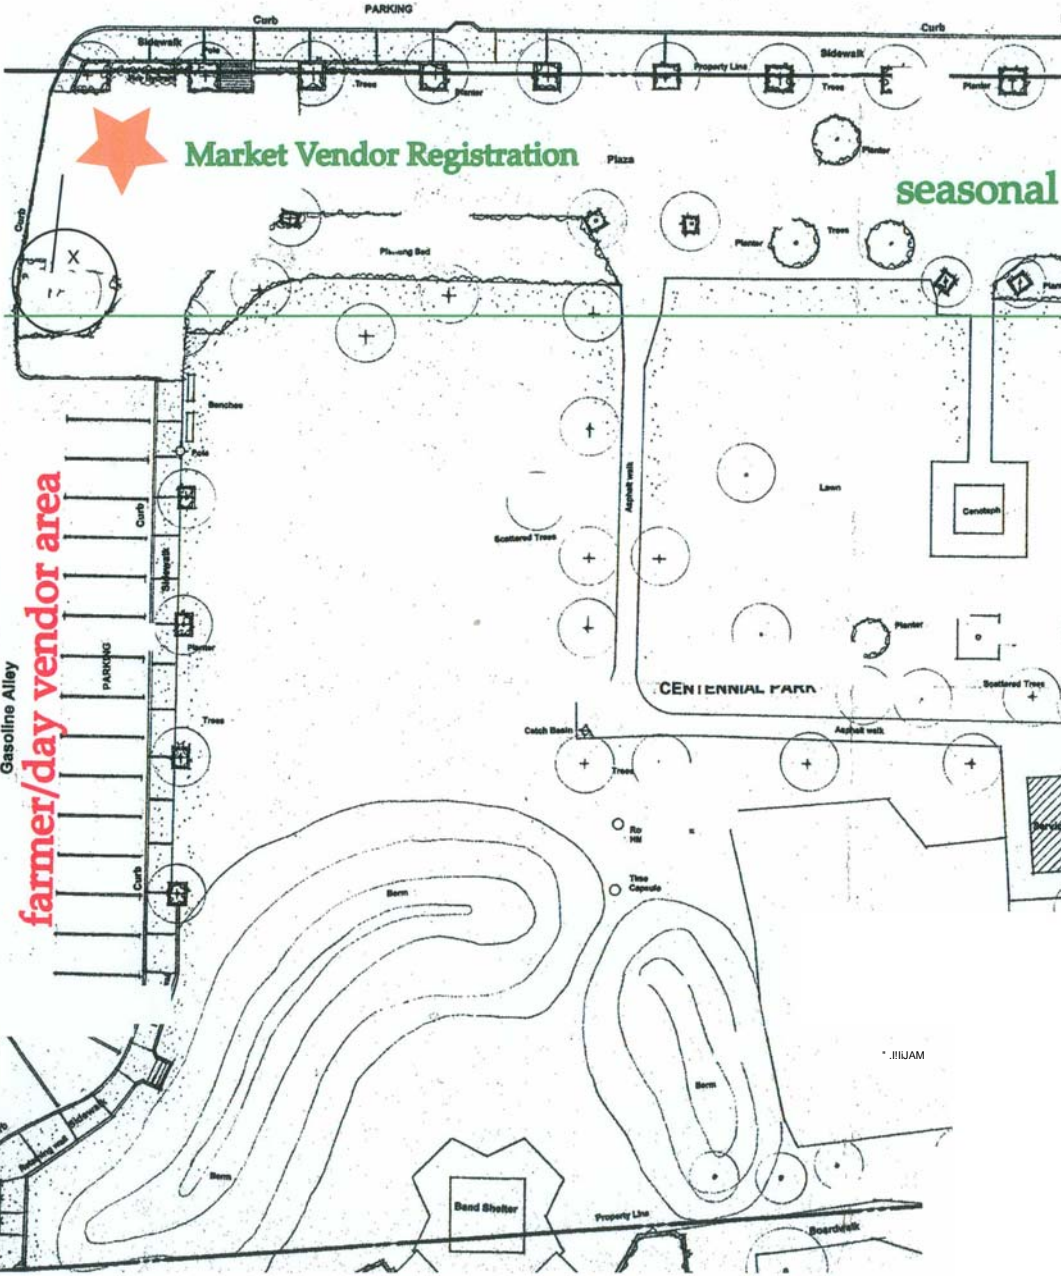 PARKING
Curb
Curb
Sidewalk
Pole
Sidewalk
Property Line
Trees
Planter
Trees
Planter
Market Vendor Registration
Plaza
Planter
seasonal
Curb
Planter
Trees
Bed
X
Benches
Pole
Asphalt walk
Lawn
Cenotaph
Curb
Scattered Trees
Sidewalk
farmer/day vendor area
Gasoline Alley
PARKING
Planter
Planter
CENTENNIAL PARK
Scattered Trees
Trees
Catch Basin
Asphalt walk
Trees
Curb
Time
Capsule
Berm
Berm
Sidewalk
Retaining wall
Berm
Band Shelter
Property Line
Boardwalk